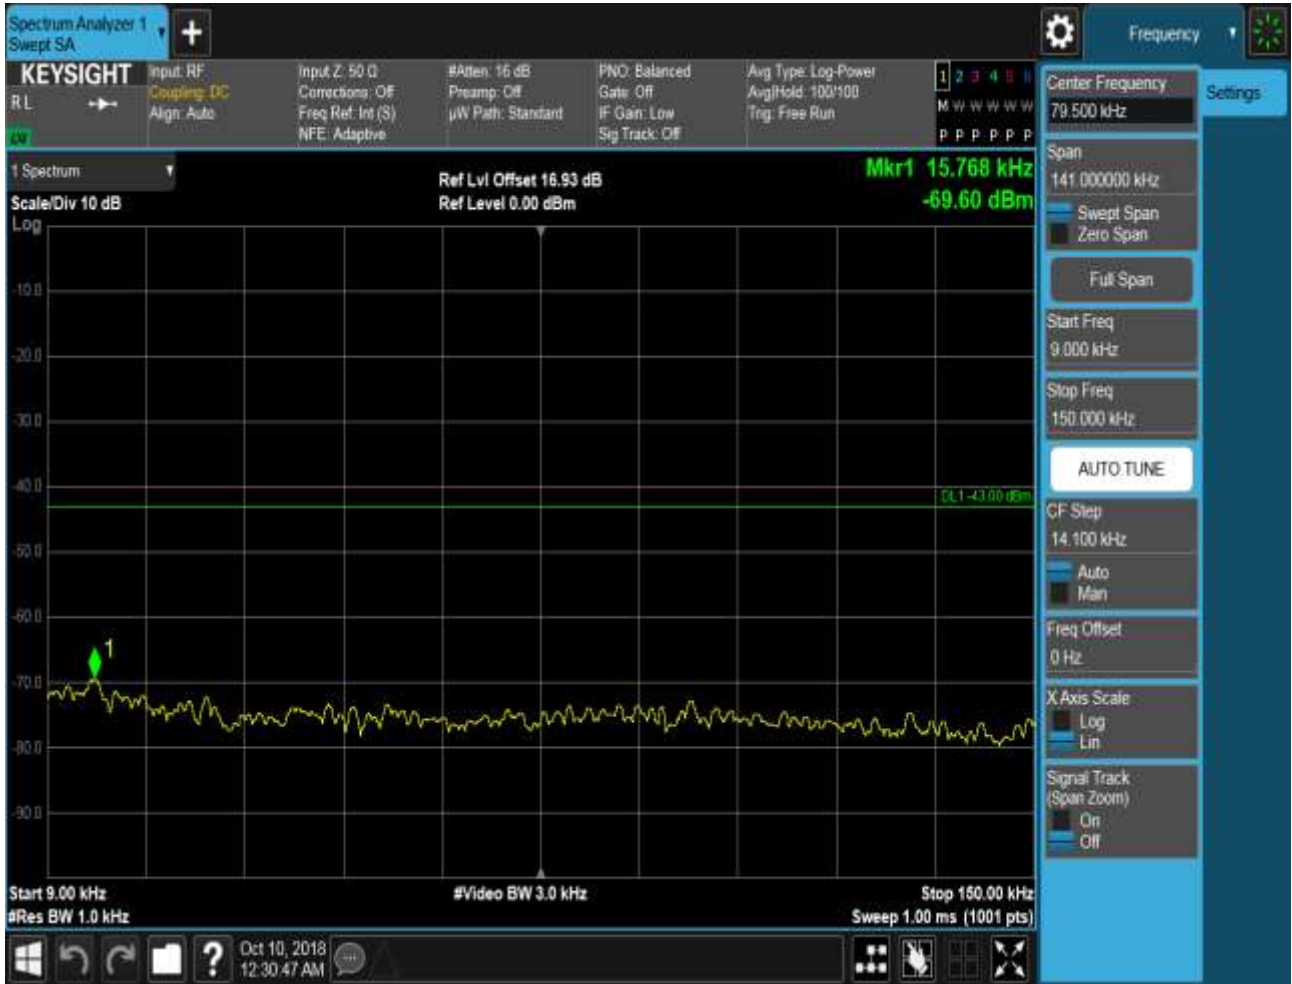 Spectrum Analyzer 1
Swept SA
+
Frequency
KEYSIGHT
RL
Input: RF
Coupling: DC
Align: Auto
Input Z: 50 Ω
Corrections: Off
Freq Ref: Int (S)
NFE: Adaptive
#Atten: 16 dB
Preamp: Off
µW Path: Standard
PNO: Balanced
Gate: Off
IF Gain: Low
Sig Track: Off
Avg Type: Log-Power
Avg|Hold: 100/100
Trig: Free Run
1 2 3 4 5 6
M W W W W W
P P P P P P
1 Spectrum
Scale/Div 10 dB
Log
Ref Lvl Offset 16.93 dB
Ref Level 0.00 dBm
Mkr1 15.768 kHz
-69.60 dBm
-10.0
-20.0
-30.0
-40.0
DL1 -43.00 dBm
-50.0
-60.0
1
-70.0
-80.0
-90.0
Start 9.00 kHz
#Res BW 1.0 kHz
#Video BW 3.0 kHz
Stop 150.00 kHz
Sweep 1.00 ms (1001 pts)
Center Frequency
79.500 kHz
Settings
Span
141.000000 kHz
Swept Span
Zero Span
Full Span
Start Freq
9.000 kHz
Stop Freq
150.000 kHz
AUTO TUNE
CF Step
14.100 kHz
Auto
Man
Freq Offset
0 Hz
X Axis Scale
Log
Lin
Signal Track
(Span Zoom)
On
Off
?
Oct 10, 2018
12:30:47 AM